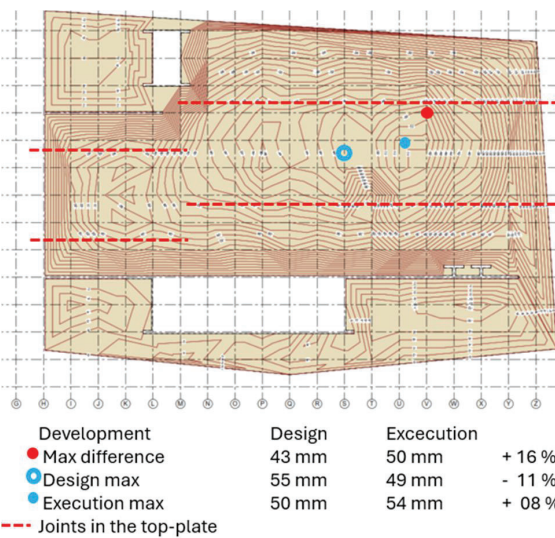 G H I J K L M N O P Q R S T U V W X Y Z
Development Design Excecution
Max difference 43 mm 50 mm + 16 %
Design max 55 mm 49 mm - 11 %
Execution max 50 mm 54 mm + 08 %
Joints in the top-plate